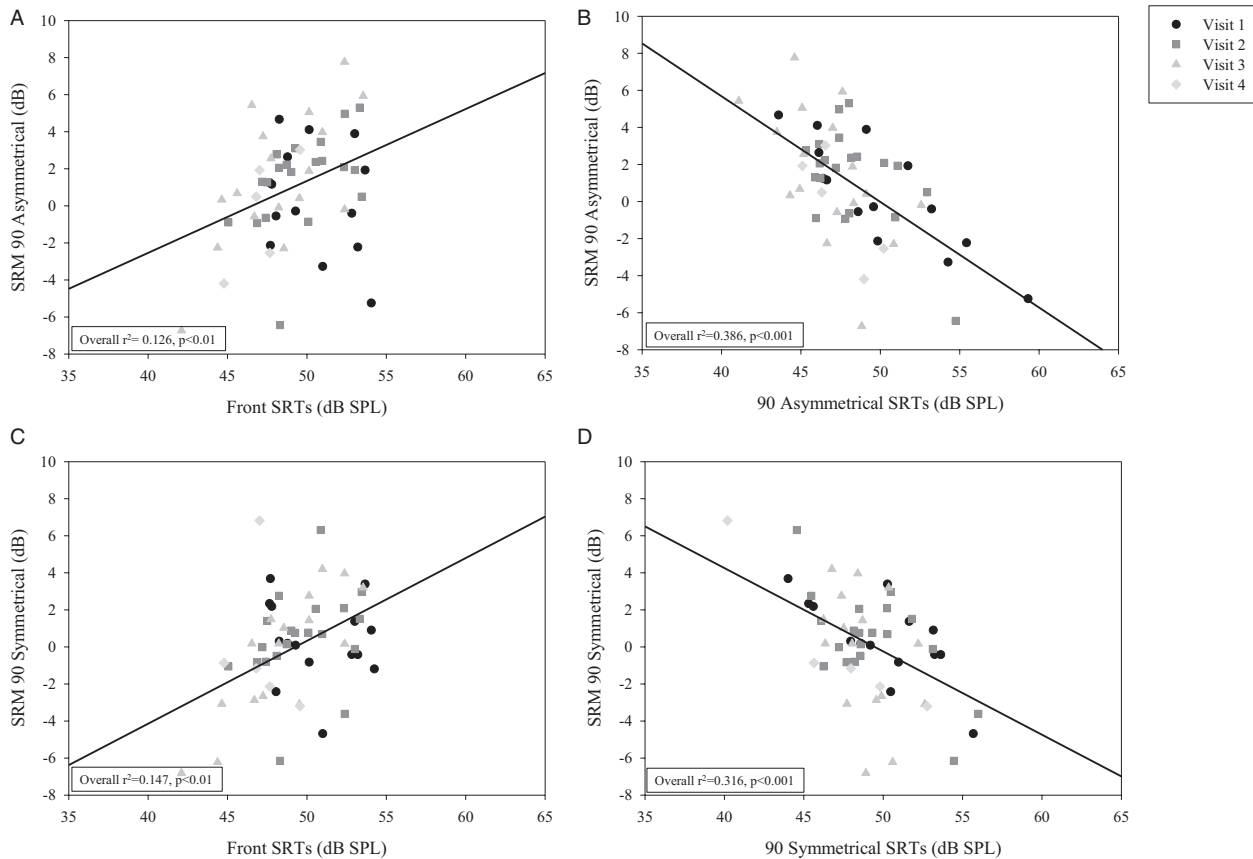 A
10
8
6
4
2
0
-2
-4
-6
-8
SRM 90 Asymmetrical (dB)
Overall r²= 0.126, p<0.01
35 40 45 50 55 60 65
Front SRTs (dB SPL)
B
10
8
6
4
2
0
-2
-4
-6
-8
SRM 90 Asymmetrical (dB)
Overall r²=0.386, p<0.001
35 40 45 50 55 60 65
90 Asymmetrical SRTs (dB SPL)
Visit 1
Visit 2
Visit 3
Visit 4
C
10
8
6
4
2
0
-2
-4
-6
-8
SRM 90 Symmetrical (dB)
Overall r²=0.147, p<0.01
35 40 45 50 55 60 65
Front SRTs (dB SPL)
D
10
8
6
4
2
0
-2
-4
-6
-8
SRM 90 Symmetrical (dB)
Overall r²=0.316, p<0.001
35 40 45 50 55 60 65
90 Symmetrical SRTs (dB SPL)